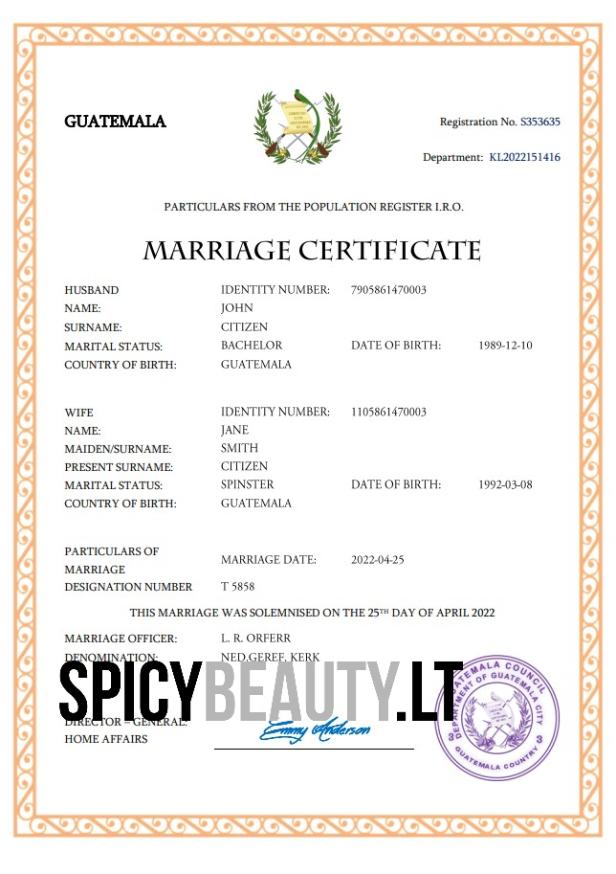 GUATEMALA
Registration No. S353635
Department: KL2022151416
PARTICULARS FROM THE POPULATION REGISTER I.R.O.
MARRIAGE CERTIFICATE
HUSBAND IDENTITY NUMBER: 7905861470003
NAME: JOHN
SURNAME: CITIZEN
MARITAL STATUS: BACHELOR DATE OF BIRTH: 1989-12-10
COUNTRY OF BIRTH: GUATEMALA
WIFE IDENTITY NUMBER: 1105861470003
NAME: JANE
MAIDEN/SURNAME: SMITH
PRESENT SURNAME: CITIZEN
MARITAL STATUS: SPINSTER DATE OF BIRTH: 1992-03-08
COUNTRY OF BIRTH: GUATEMALA
PARTICULARS OF
MARRIAGE MARRIAGE DATE: 2022-04-25
DESIGNATION NUMBER T 5858
THIS MARRIAGE WAS SOLEMNISED ON THE 25TH DAY OF APRIL 2022
MARRIAGE OFFICER: L. R. ORFERR
DENOMINATION: NED.GEREF. KERK
SPICYBEAUTY.LT
DIRECTOR – GENERAL:
HOME AFFAIRS
Emmy Anderson
GUATEMALA COUNCIL
DEPARTMENT OF GUATEMALA CITY
GUATEMALA COUNTRY
3 3